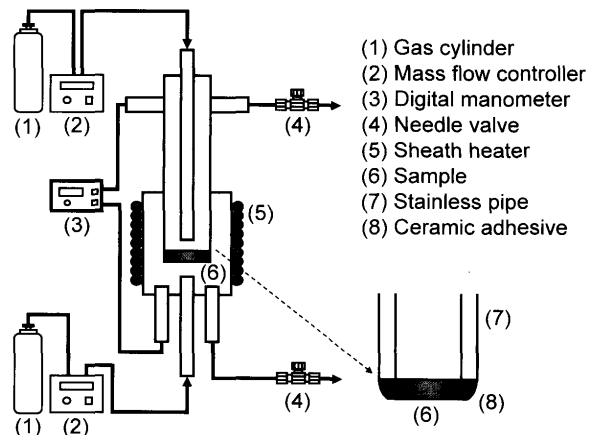 (1) Gas cylinder
(2) Mass flow controller
(3) Digital manometer
(4) Needle valve
(5) Sheath heater
(6) Sample
(7) Stainless pipe
(8) Ceramic adhesive
(1)
(2)
(4)
(3)
(5)
(6)
(7)
(1)
(2)
(4)
(6)
(8)